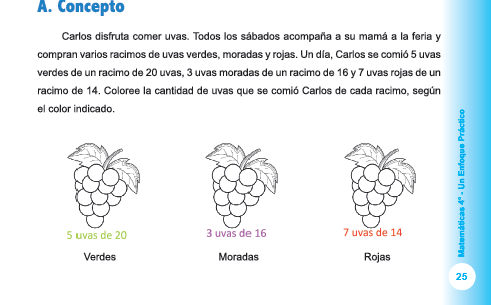 A. Concepto
Carlos disfruta comer uvas. Todos los sábados acompaña a su mamá a la feria y
compran varios racimos de uvas verdes, moradas y rojas. Un día, Carlos se comió 5 uvas
verdes de un racimo de 20 uvas, 3 uvas moradas de un racimo de 16 y 7 uvas rojas de un
racimo de 14. Coloree la cantidad de uvas que se comió Carlos de cada racimo, según
el color indicado.
5 uvas de 20
3 uvas de 16
7 uvas de 14
Verdes
Moradas
Rojas
Matemáticas 4° - Un Enfoque Práctico
25